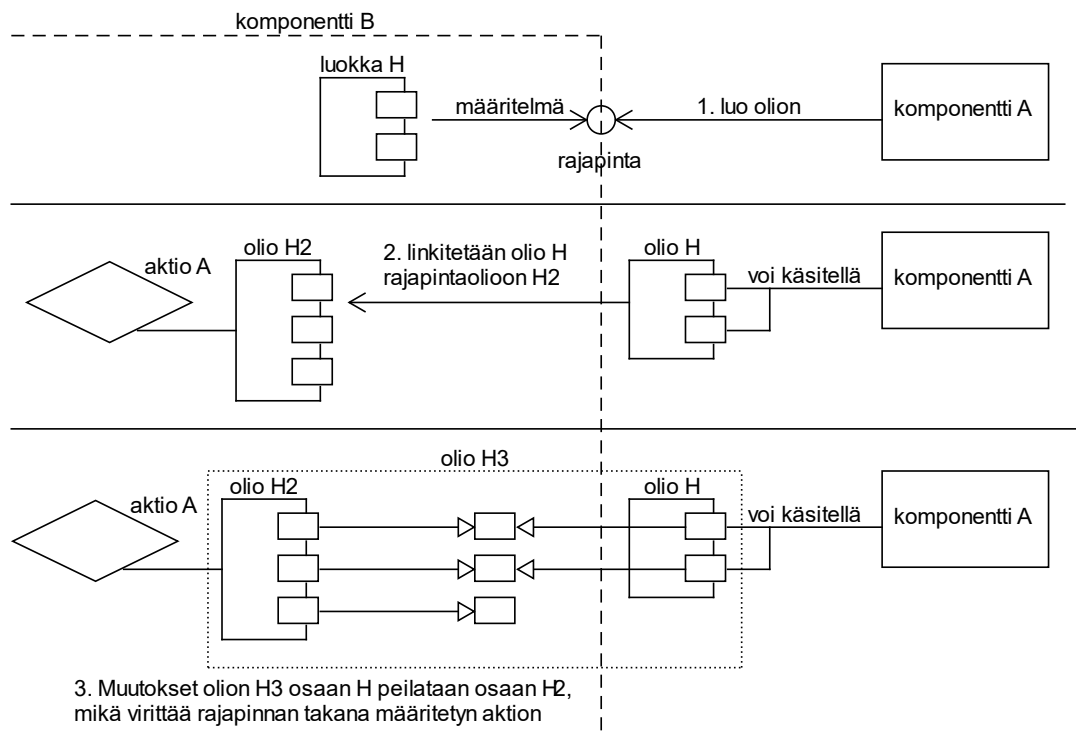 komponentti B
luokka H
määritelmä
1. luo olion
komponentti A
rajapinta
aktio A
olio H2
2. linkitetään olio H
rajapintaolioon H2
olio H
voi käsitellä
komponentti A
olio H3
aktio A
olio H2
olio H
voi käsitellä
komponentti A
3. Muutokset olion H3 osaan H peilataan osaan H2,
mikä virittää rajapinnan takana määritetyn aktion